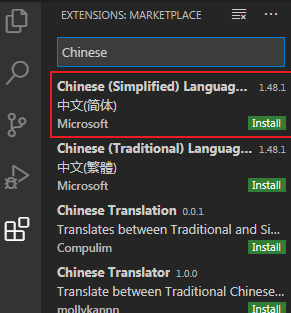 EXTENSIONS: MARKETPLACE
Chinese
Chinese (Simplified) Languag... 1.48.1
中文(简体)
Microsoft Install
Chinese (Traditional) Languag... 1.48.1
中文(繁體)
Microsoft Install
Chinese Translation 0.0.1
Translates between Traditional and Si...
Compulim Install
Chinese Translator 1.0.0
Translate between Traditional Chinese...
mollykannn Install